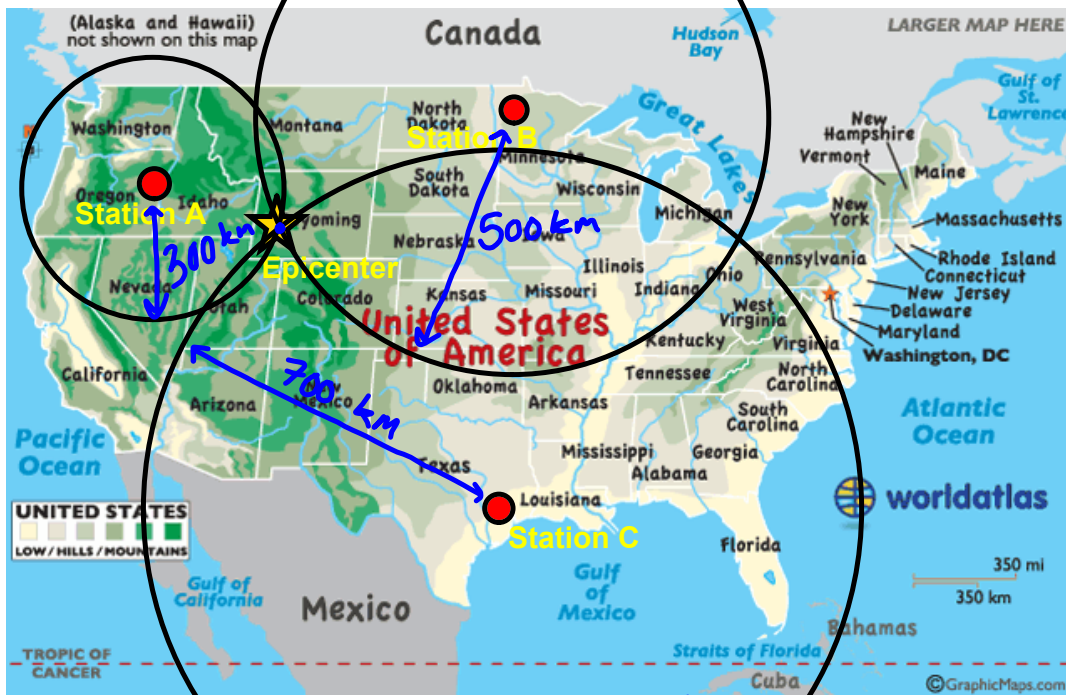 (Alaska and Hawaii)
not shown on this map
Canada
Hudson
Bay
LARGER MAP HERE
Gulf of
St.
Lawrence
Great Lakes
Washington
Montana
North
Dakota
Station B
Minnesota
New
Hampshire
Vermont
Maine
Oregon
Idaho
Station A
Wyoming
South
Dakota
Wisconsin
Michigan
New
York
Massachusetts
Rhode Island
Connecticut
New Jersey
Delaware
Maryland
Washington, DC
300 km
500 km
Epicenter
Nebraska
Iowa
Pennsylvania
Nevada
Utah
Colorado
Kansas
Missouri
Illinois
Indiana
Ohio
West
Virginia
Virginia
Kentucky
United States
of America
California
Arizona
New
Mexico
700 km
Oklahoma
Arkansas
Tennessee
North
Carolina
South
Carolina
Atlantic
Ocean
Pacific
Ocean
Texas
Louisiana
Mississippi
Alabama
Georgia
Florida
Station C
worldatlas
UNITED STATES
LOW / HILLS / MOUNTAINS
Gulf of
California
Mexico
Gulf
of
Mexico
350 mi
350 km
Bahamas
Straits of Florida
TROPIC OF
CANCER
Cuba
©GraphicMaps.com